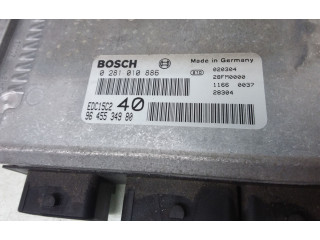 BOSCH
Made in Germany
0 281 010 886
020304
28FM0000
1166 0037
28304
EDC15C2 40
96 455 349 80